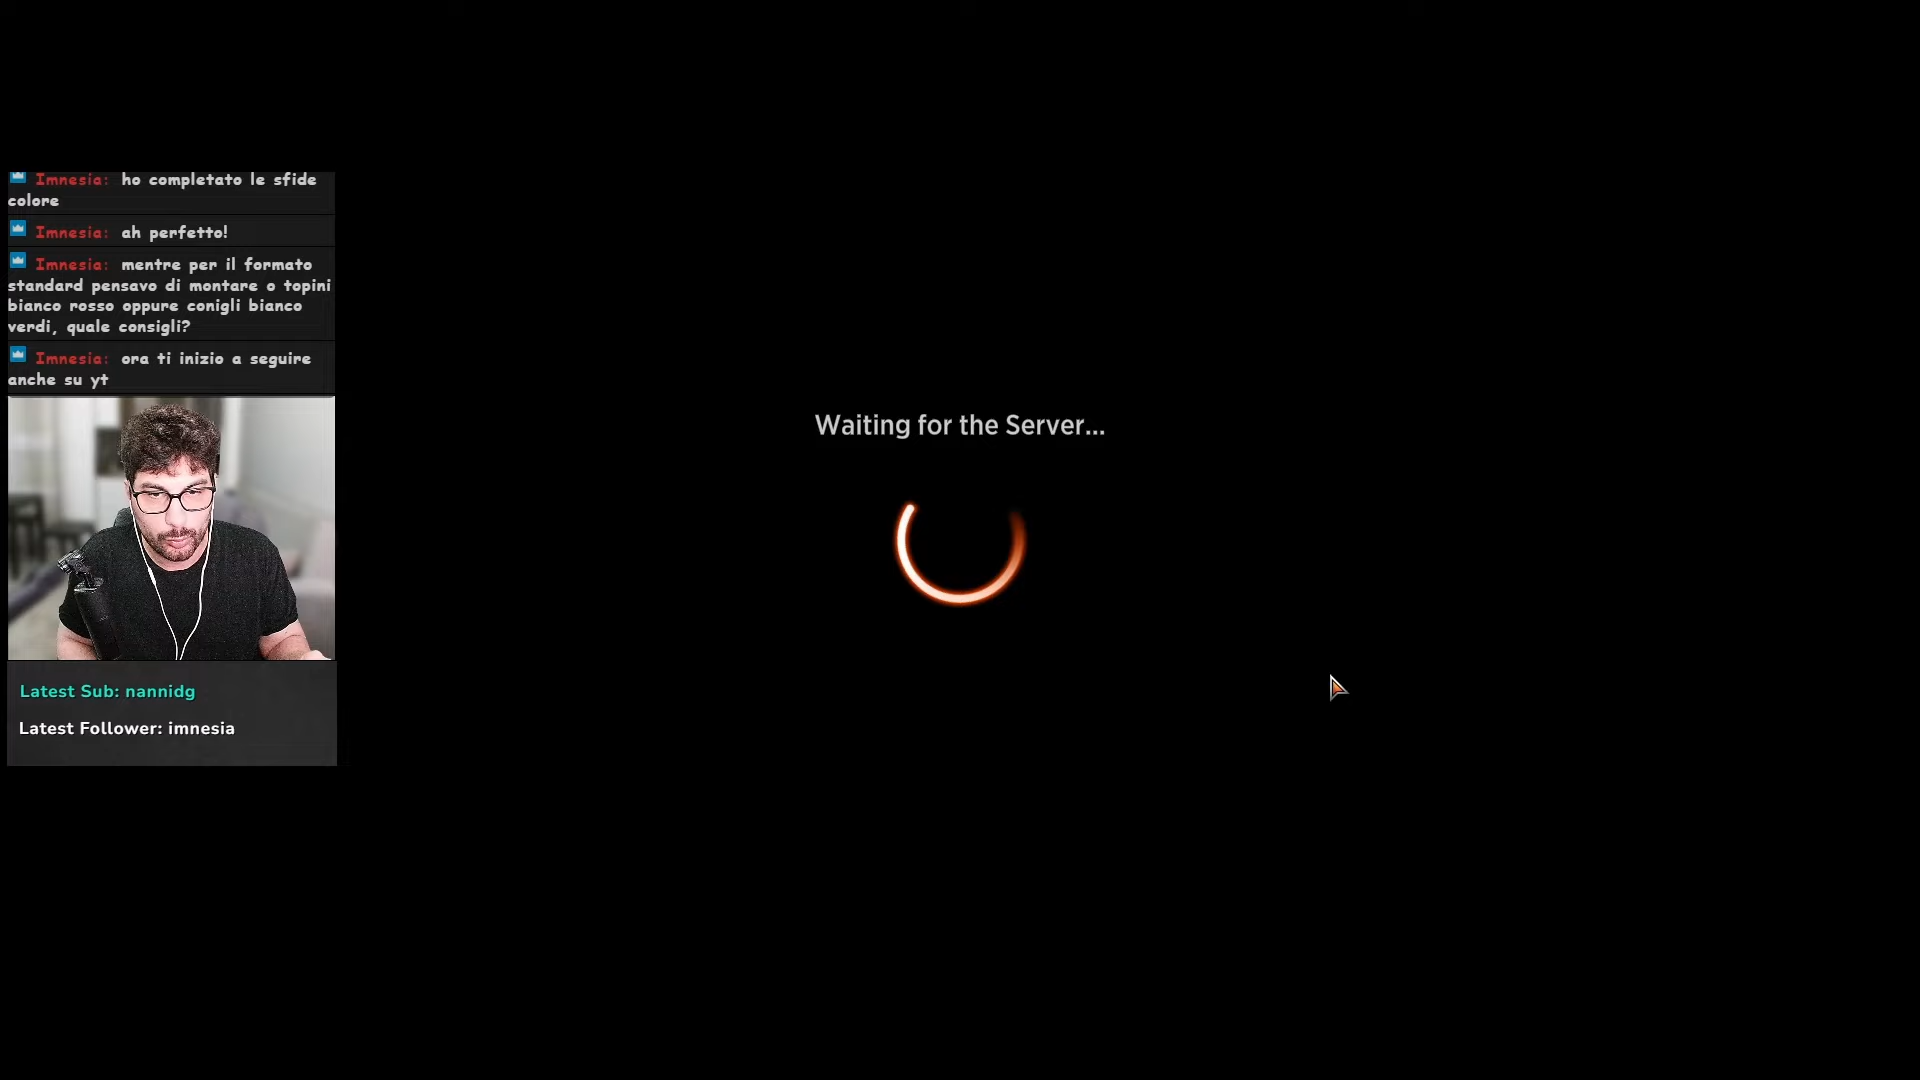 Imnesia: ho completato le sfide
colore
Imnesia: ah perfetto!
Imnesia: mentre per il formato
standard pensavo di montare o topini
bianco rosso oppure conigli bianco
verdi, quale consigli?
Imnesia: ora ti inizio a seguire
anche su yt
Waiting for the Server...
Latest Sub: nannidg
Latest Follower: imnesia